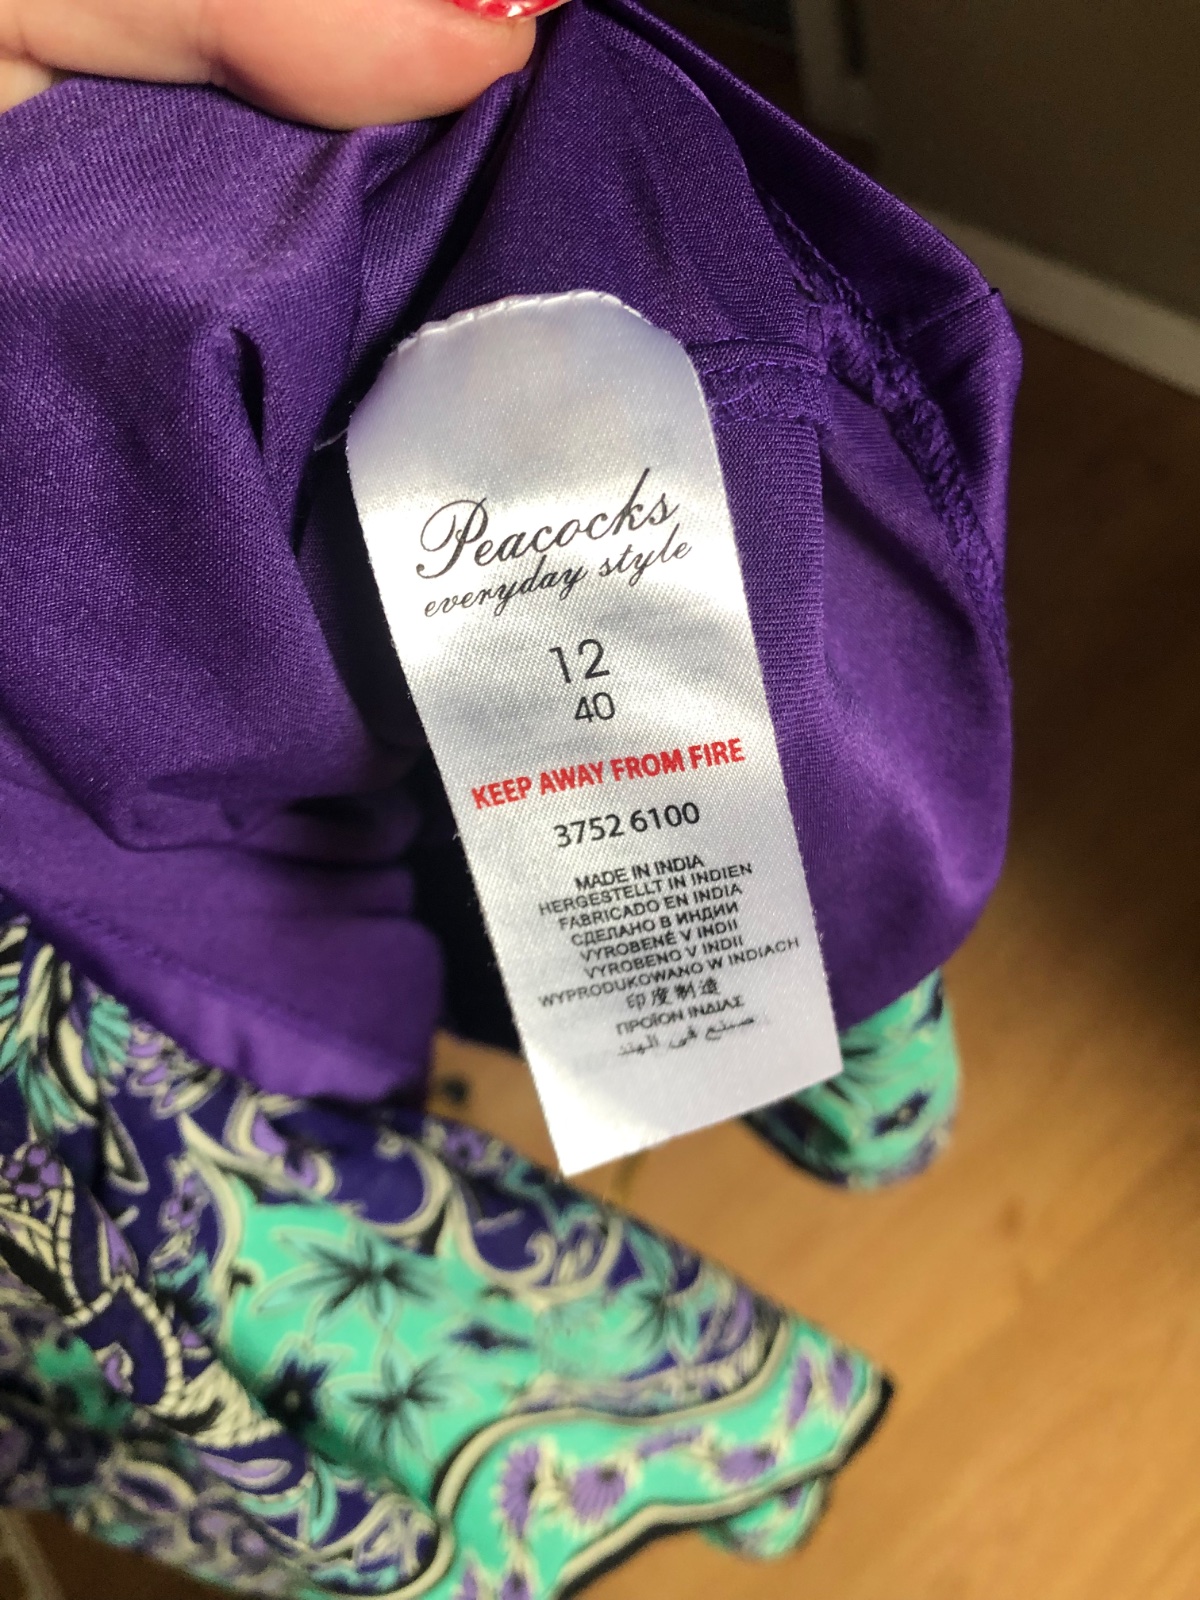 Peacocks
everyday style
12
40
KEEP AWAY FROM FIRE
3752 6100
MADE IN INDIA
HERGESTELLT IN INDIEN
FABRICADO EN INDIA
СДЕЛАНО В ИНДИИ
VYROBENÉ V INDII
VYROBENO V INDII
WYPRODUKOWANO W INDIACH
印度制造
ΠΡΟΪΟΝ ΙΝΔΙΑΣ
صنع في الهند